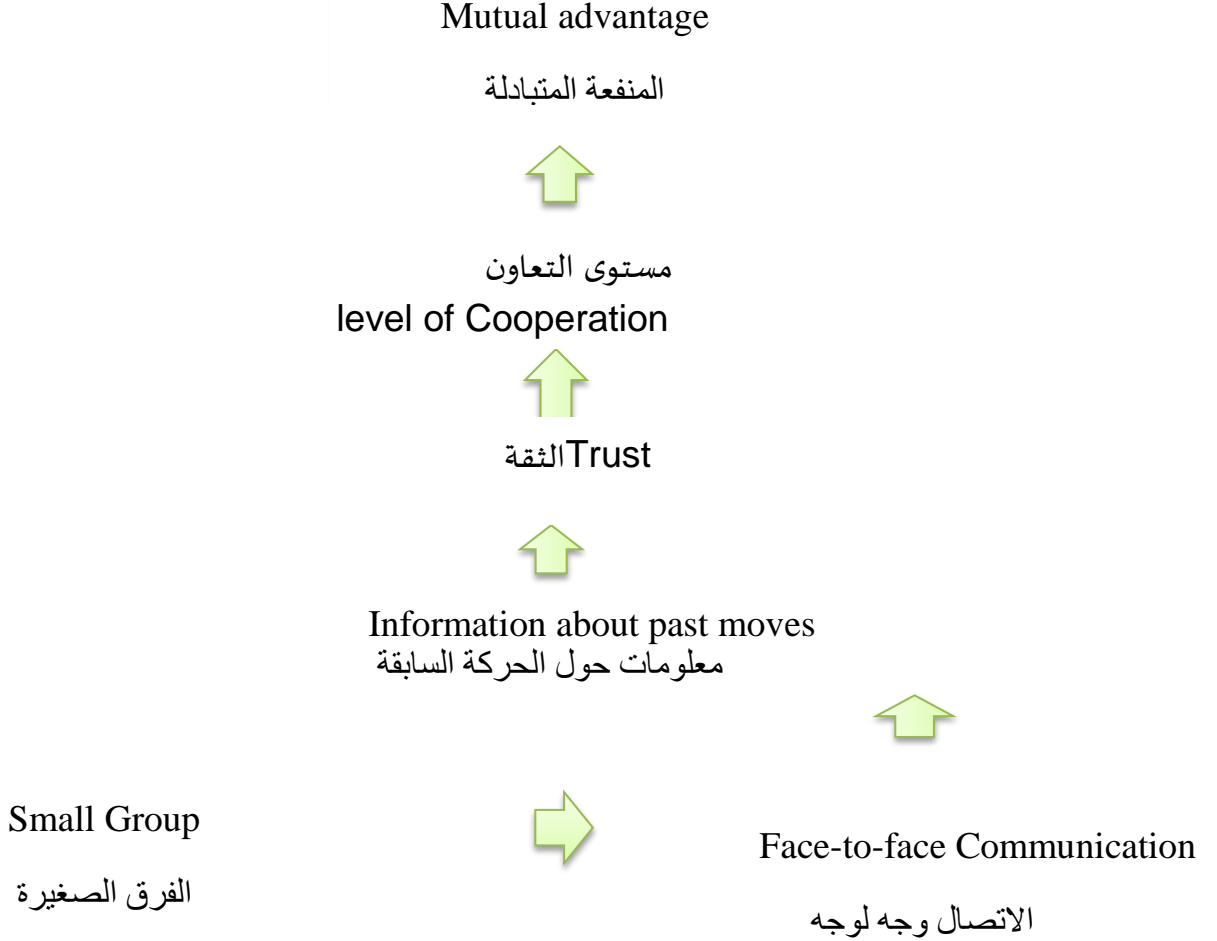 Mutual advantage
المنفعة المتبادلة
مستوى التعاون
level of Cooperation
الثقةTrust
Information about past moves
معلومات حول الحركة السابقة
Small Group
الفرق الصغيرة
Face-to-face Communication
الاتصال وجه لوجه